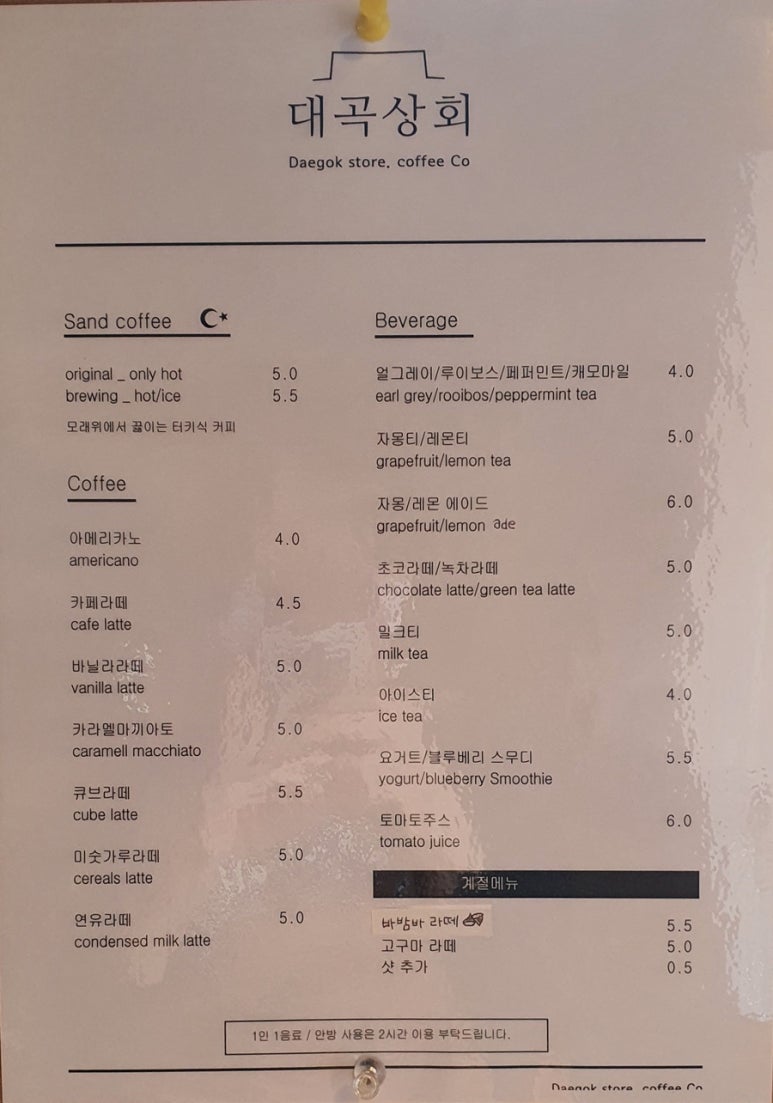 대곡상회
Daegok store, coffee Co
Sand coffee
original _ only hot 5.0
brewing _ hot/ice 5.5
모래위에서 끓이는 터키식 커피
Coffee
아메리카노 4.0
americano
카페라떼 4.5
cafe latte
바닐라라떼 5.0
vanilla latte
카라멜마끼아토 5.0
caramell macchiato
큐브라떼 5.5
cube latte
미숫가루라떼 5.0
cereals latte
연유라떼 5.0
condensed milk latte
Beverage
얼그레이/루이보스/페퍼민트/캐모마일 4.0
earl grey/rooibos/peppermint tea
자몽티/레몬티 5.0
grapefruit/lemon tea
자몽/레몬 에이드 6.0
grapefruit/lemon ade
초코라떼/녹차라떼 5.0
chocolate latte/green tea latte
밀크티 5.0
milk tea
아이스티 4.0
ice tea
요거트/블루베리 스무디 5.5
yogurt/blueberry Smoothie
토마토주스 6.0
tomato juice
계절메뉴
바밤바 라떼 5.5
고구마 라떼 5.0
샷 추가 0.5
1인 1음료 / 안방 사용은 2시간 이용 부탁드립니다.
Daegok store, coffee Co